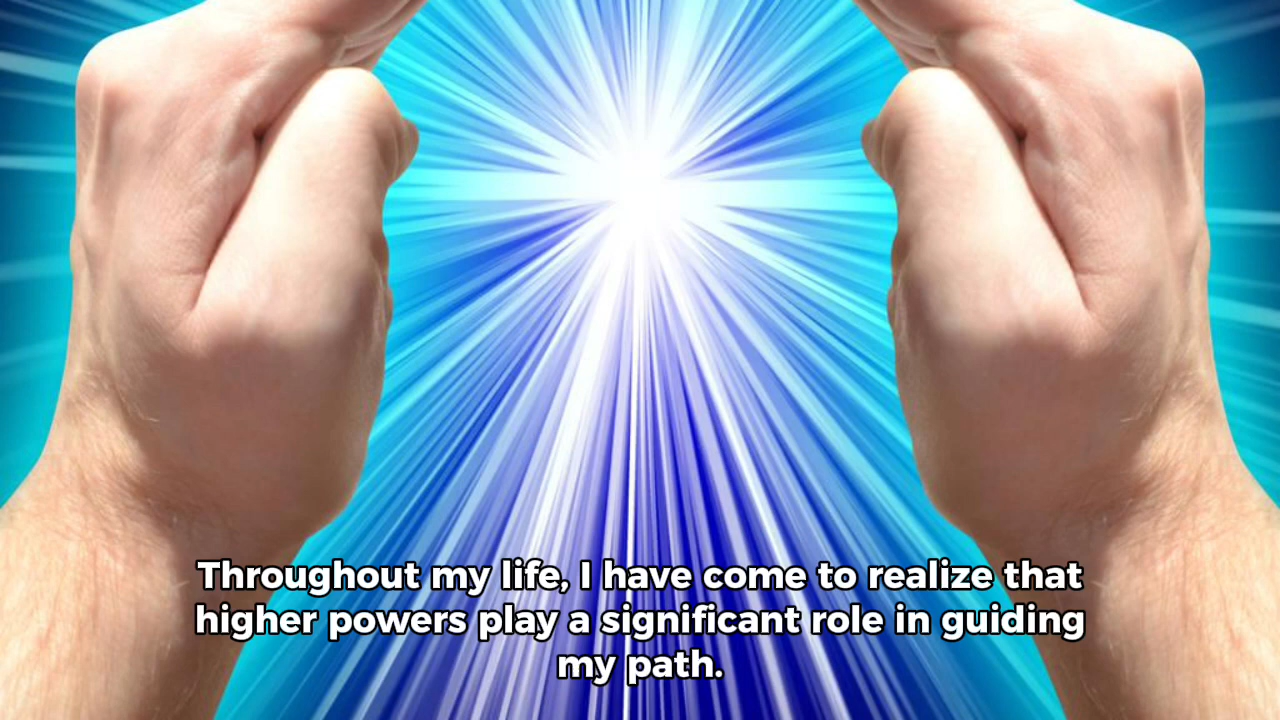 Throughout my life, I have come to realize that
higher powers play a significant role in guiding
my path.